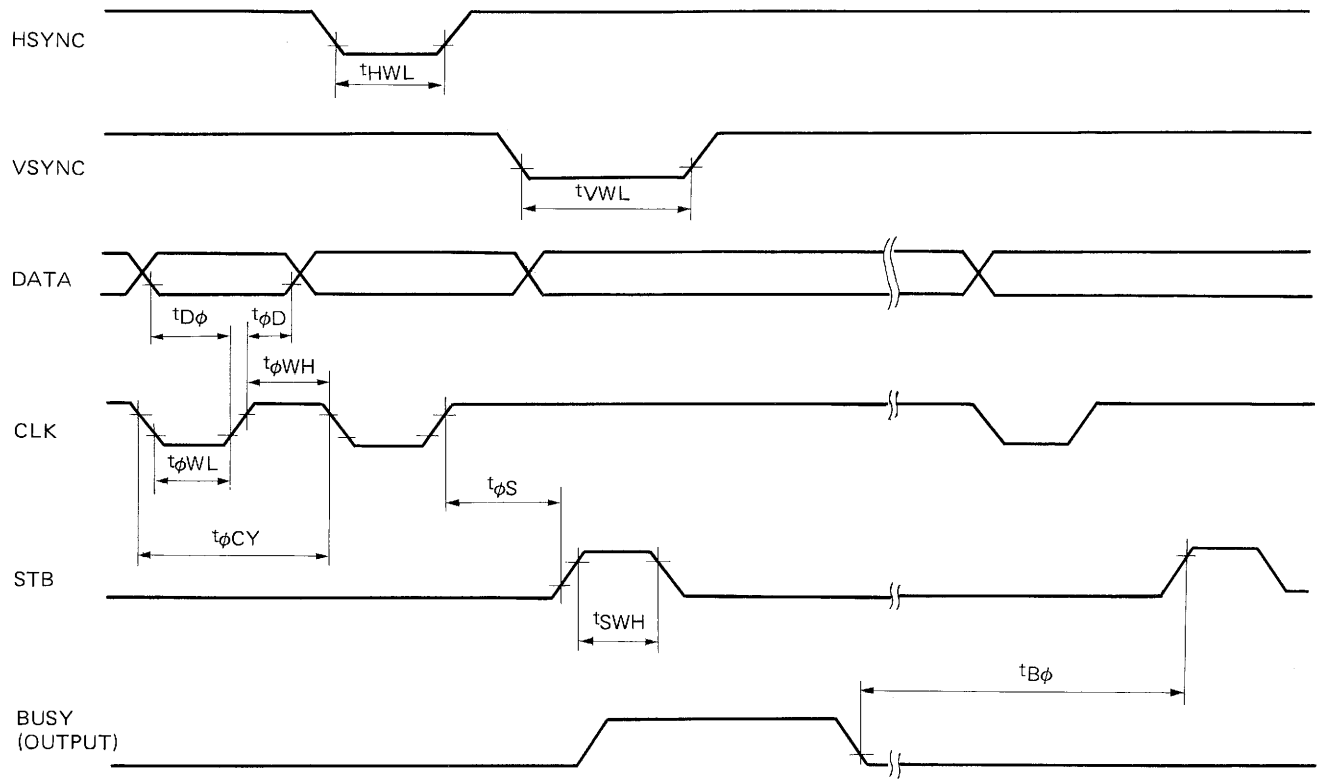 HSYNC
tHWL
VSYNC
tVWL
DATA
tDϕ
tϕD
tϕWH
CLK
tϕWL
tϕS
tϕCY
STB
tSWH
tBϕ
BUSY
(OUTPUT)